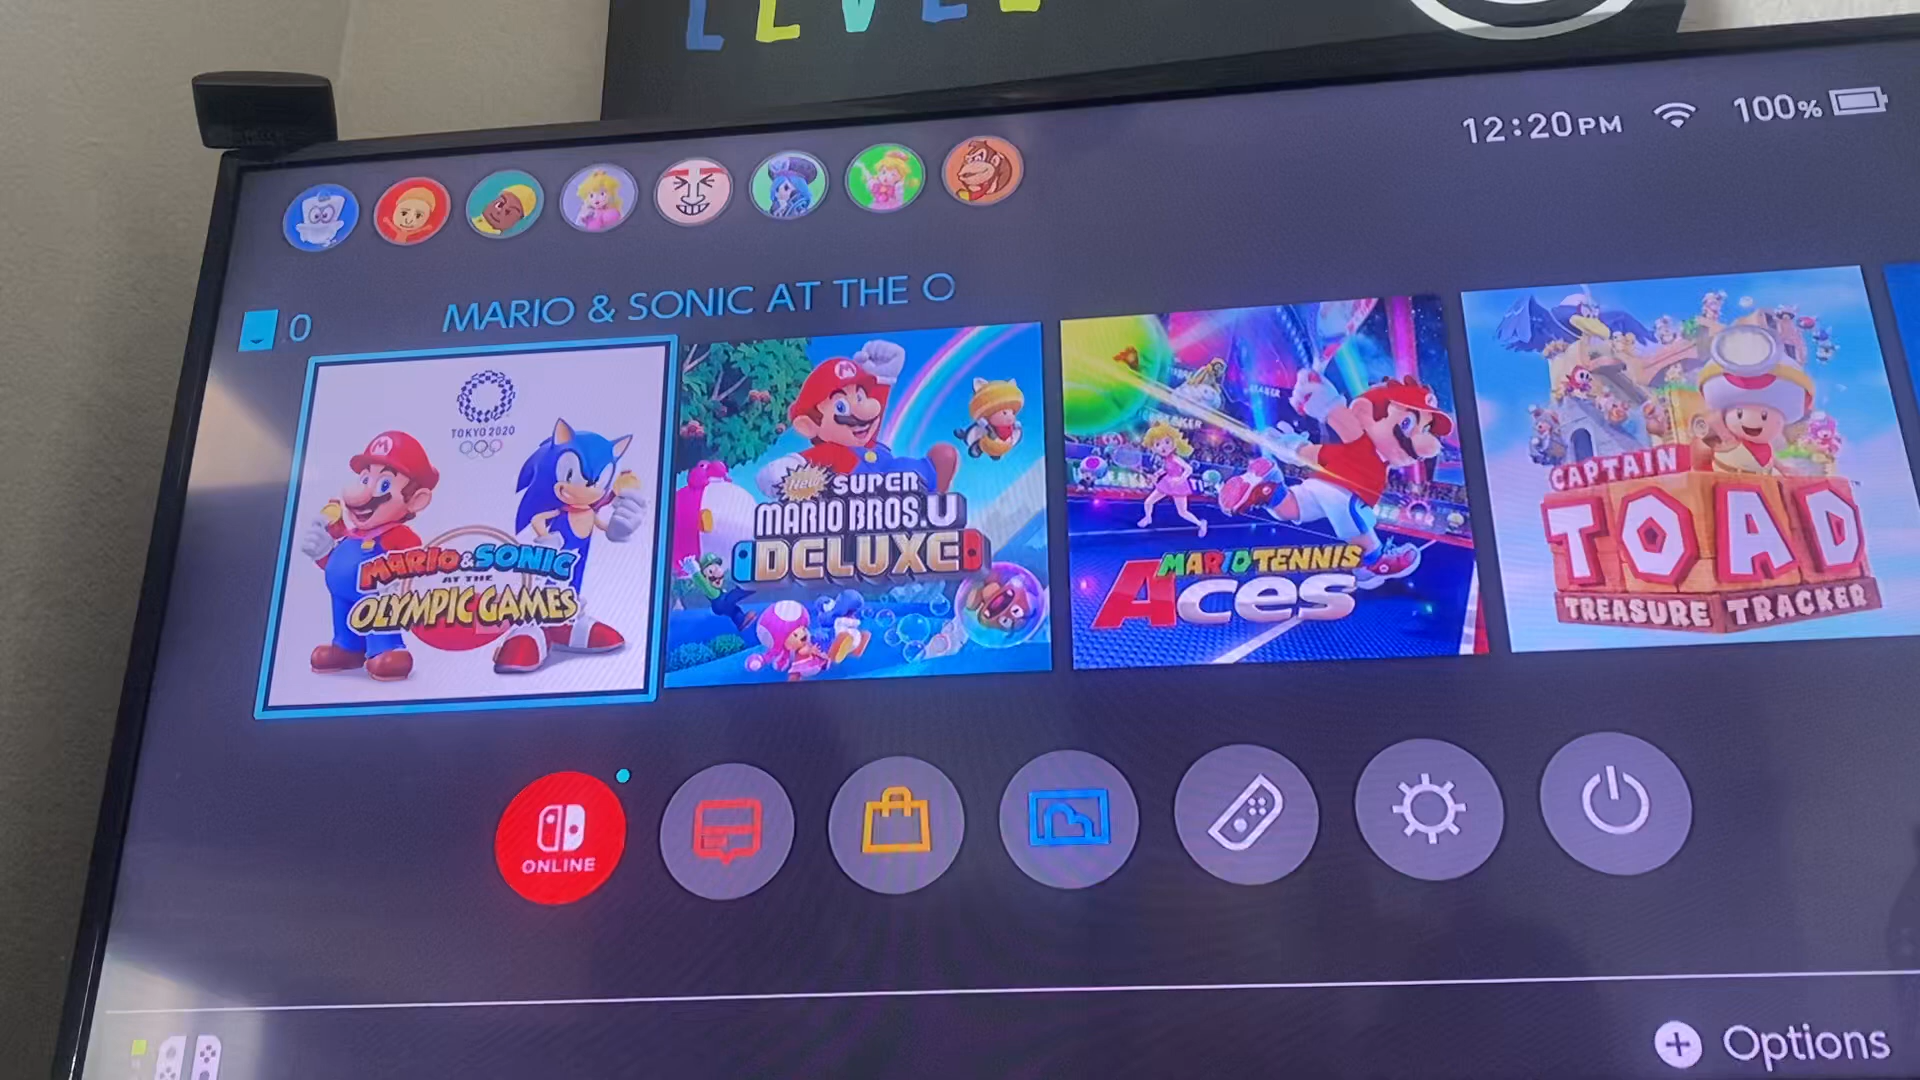 LEVEL
12:20PM
100%
0
MARIO & SONIC AT THE O
TOKYO 2020
MARIO & SONIC
AT THE
OLYMPIC GAMES
New SUPER
MARIO BROS.U
DELUXE
MARIO TENNIS
Aces
CAPTAIN
TOAD
TREASURE TRACKER
ONLINE
Options